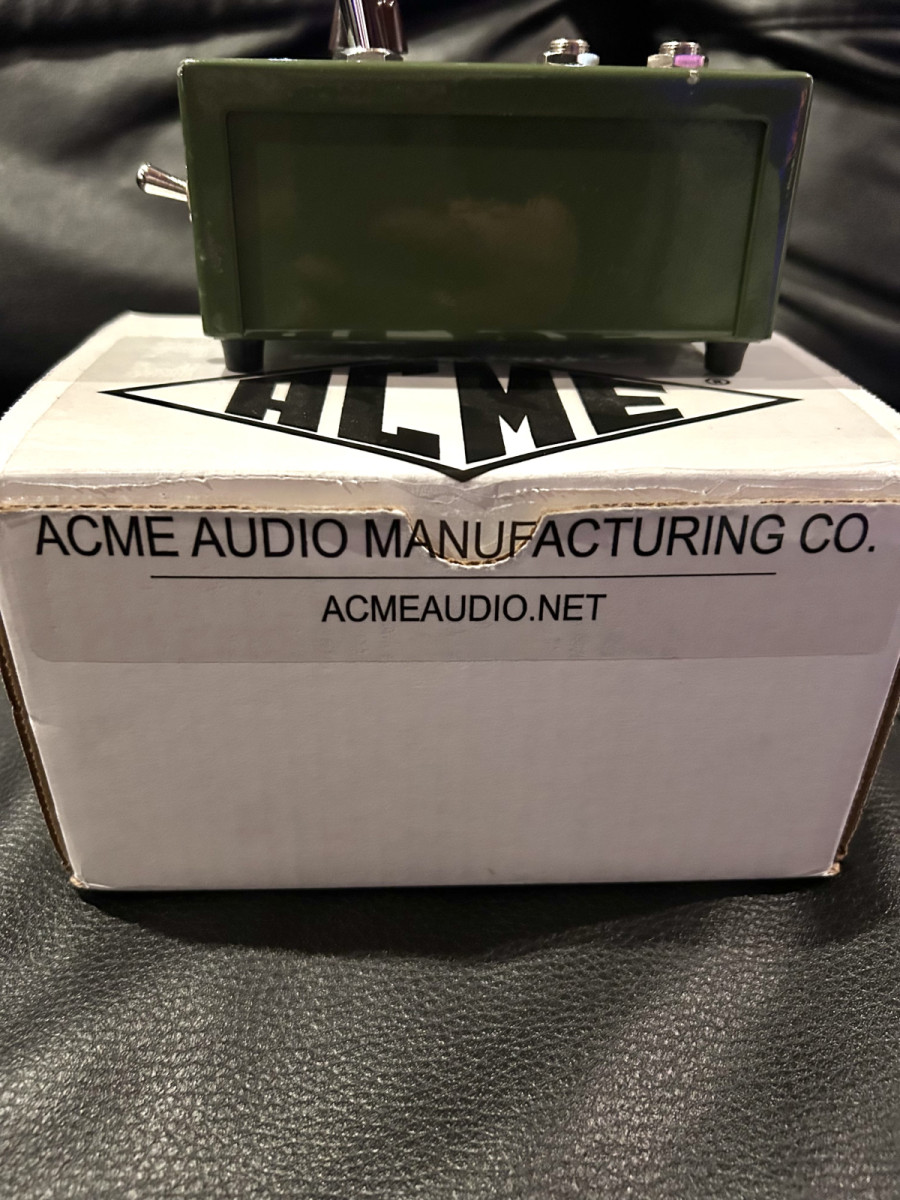 ACME ®
ACME AUDIO MANUFACTURING CO.
ACMEAUDIO.NET